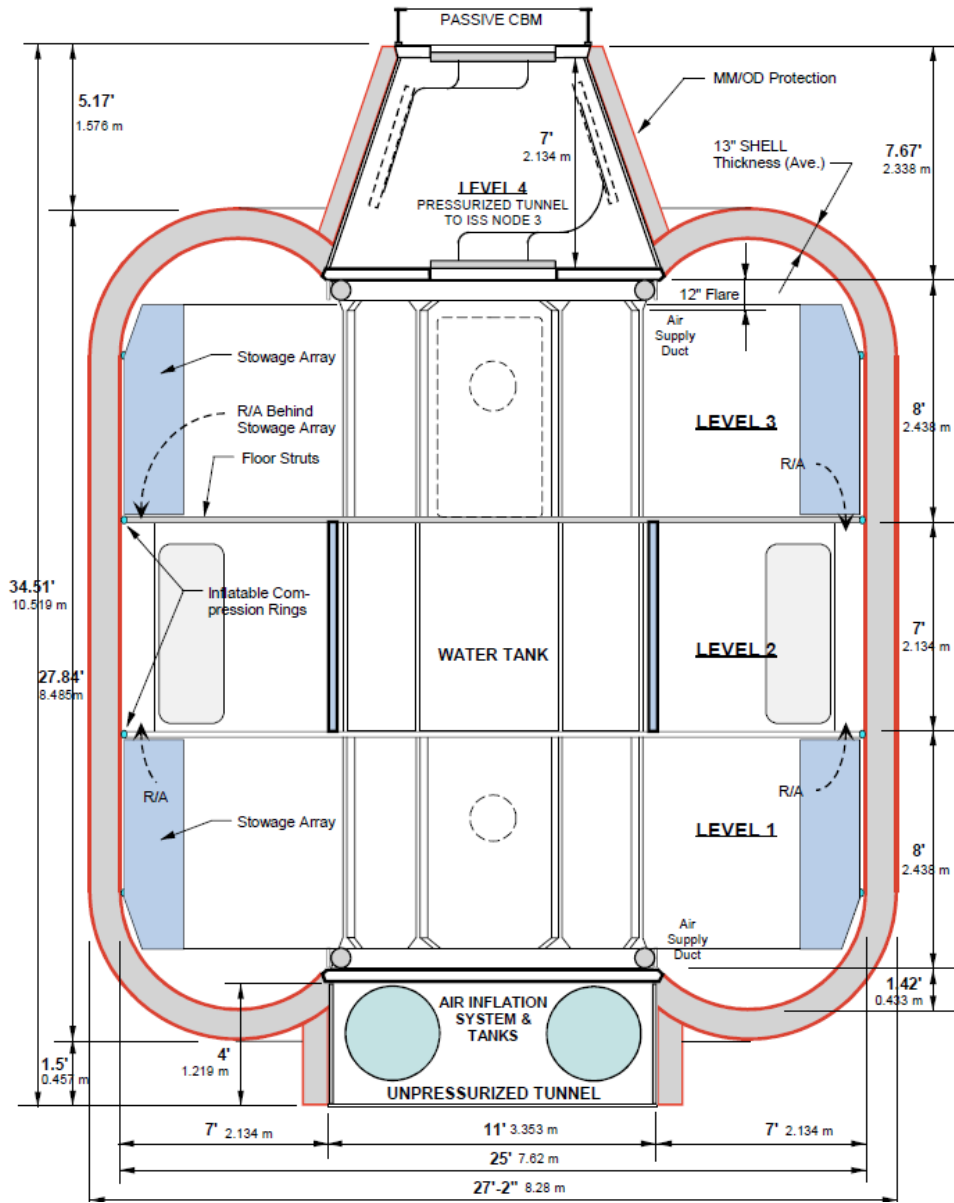 PASSIVE CBM
5.17'
1.576 m
MM/OD Protection
13" SHELL
Thickness (Ave.)
7.67'
2.338 m
7'
2.134 m
LEVEL 4
PRESSURIZED TUNNEL
TO ISS NODE 3
12" Flare
Air
Supply
Duct
Stowage Array
R/A Behind
Stowage Array
Floor Struts
LEVEL 3
8'
2.438 m
R/A
34.51'
10.519 m
Inflatable Com-
pression Rings
27.84'
8.485m
WATER TANK
LEVEL 2
7'
2.134 m
R/A
R/A
Stowage Array
LEVEL 1
8'
2.438 m
Air
Supply
Duct
1.42'
0.433 m
AIR INFLATION
SYSTEM &
TANKS
4'
1.219 m
1.5'
0.457 m
UNPRESSURIZED TUNNEL
7' 2.134 m
11' 3.353 m
7' 2.134 m
25' 7.62 m
27'-2" 8.28 m